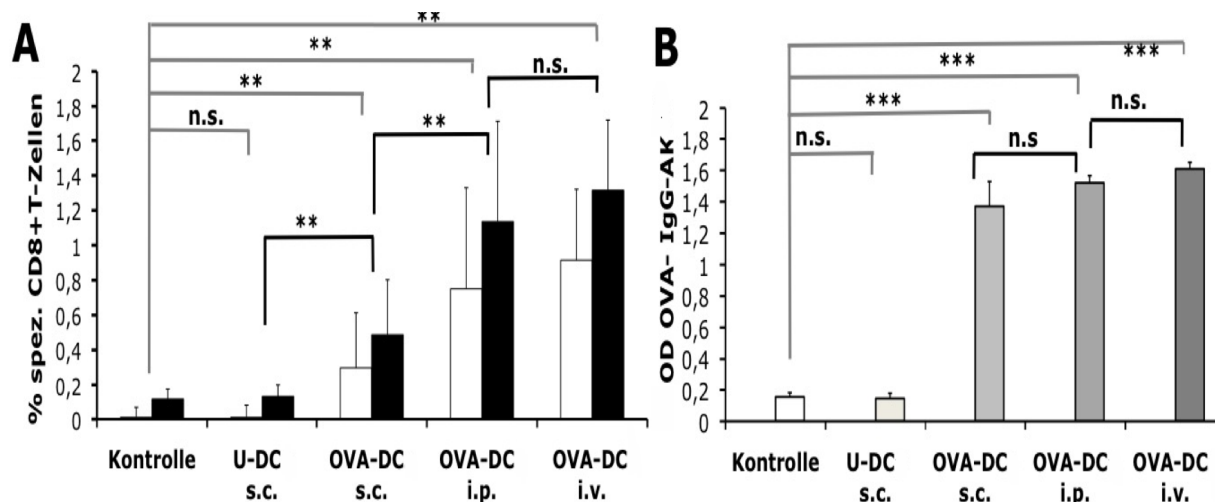 A
% spez. CD8+T-Zellen
2
1,8
1,6
1,4
1,2
1
0,8
0,6
0,4
0,2
0
**
**
**
n.s.
**
**
n.s.
Kontrolle
U-DC
s.c.
OVA-DC
s.c.
OVA-DC
i.p.
OVA-DC
i.v.
B
OD OVA- IgG-AK
2
1,8
1,6
1,4
1,2
1
0,8
0,6
0,4
0,2
0
***
***
***
n.s.
n.s
n.s.
Kontrolle
U-DC
s.c.
OVA-DC
s.c.
OVA-DC
i.p.
OVA-DC
i.v.